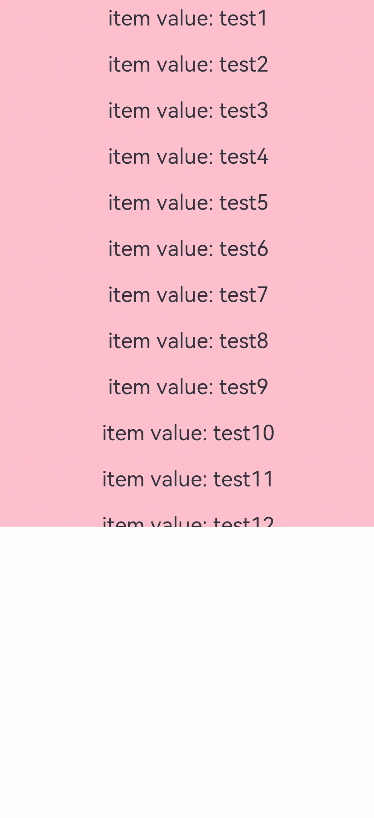 item value: test1
item value: test2
item value: test3
item value: test4
item value: test5
item value: test6
item value: test7
item value: test8
item value: test9
item value: test10
item value: test11
item value: test12